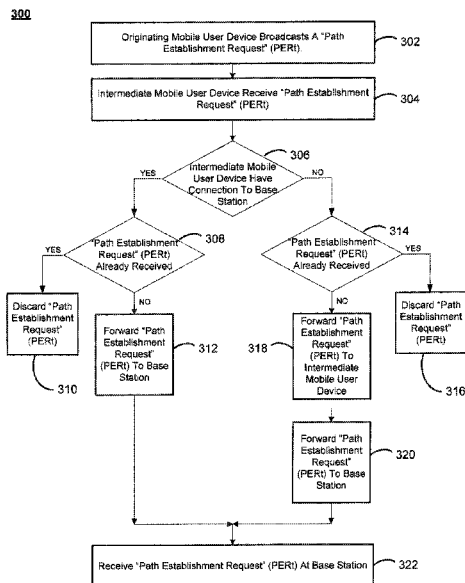 300
Originating Mobile User Device Broadcasts A "Path
Establishment Request" (PERt)
302
Intermediate Mobile User Device Receive "Path Establishment
Request" (PERt)
304
306
Intermediate Mobile
User Device Have
Connection To Base
Station
YES
NO
308
"Path Establishment
Request" (PERt)
Already Received
YES
NO
314
"Path Establishment
Request" (PERt)
Already Received
YES
NO
Discard "Path
Establishment
Request"
(PERt)
310
Forward "Path
Establishment
Request"
(PERt) To Base
Station
312
318
Forward "Path
Establishment
Request"
(PERt) To
Intermediate
Mobile User
Device
Discard "Path
Establishment
Request"
(PERt)
316
Forward "Path
Establishment
Request"
(PERt) To Base
Station
320
Receive "Path Establishment Request" (PERt) At Base Station
322